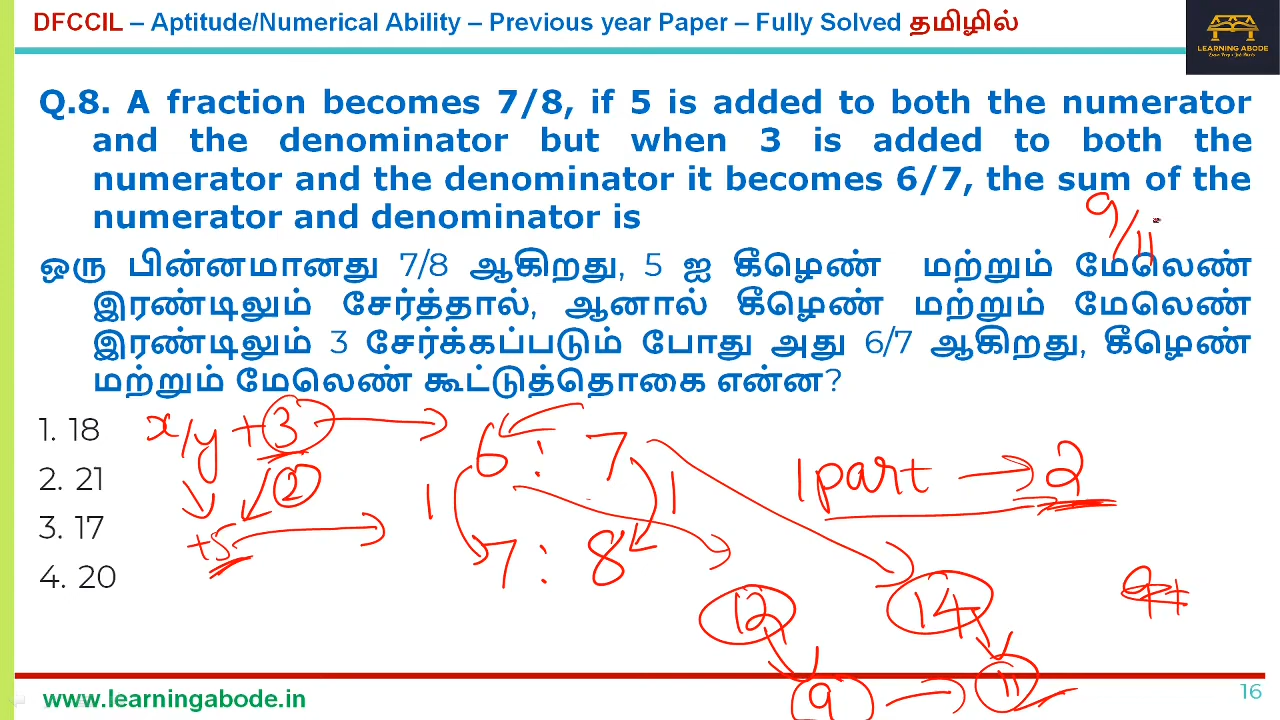 DFCCIL – Aptitude/Numerical Ability – Previous year Paper – Fully Solved தமிழில்
LEARNING ABODE
Q.8. A fraction becomes 7/8, if 5 is added to both the numerator
and the denominator but when 3 is added to both the
numerator and the denominator it becomes 6/7, the sum of the
numerator and denominator is
9/11
ஒரு பின்னமானது 7/8 ஆகிறது, 5 ஐ கீழெண் மற்றும் மேலெண்
இரண்டிலும் சேர்த்தால், ஆனால் கீழெண் மற்றும் மேலெண்
இரண்டிலும் 3 சேர்க்கப்படும் போது அது 6/7 ஆகிறது, கீழெண்
மற்றும் மேலெண் கூட்டுத்தொகை என்ன?
1. 18
2. 21
3. 17
4. 20
x/y + 3
6 : 7
2
1
1
1 part → 2
+5
7 : 8
12
14
9
11
www.learningabode.in
16